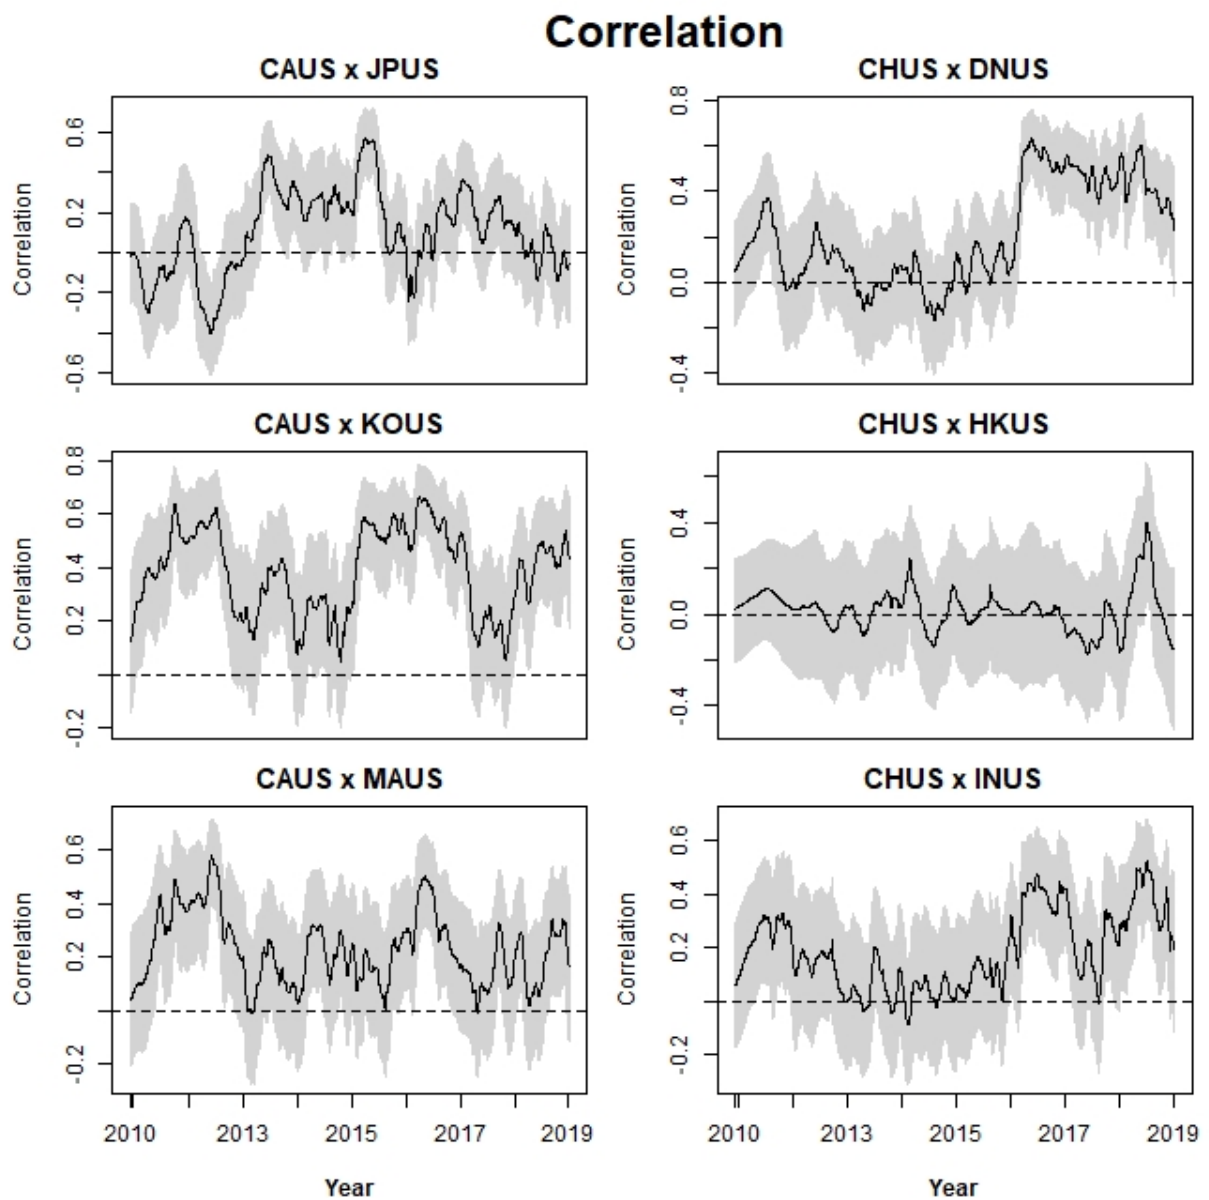 Correlation
CAUS x JPUS
Correlation
0.6
0.2
-0.2
-0.6
CHUS x DNUS
Correlation
0.8
0.4
0.0
-0.4
CAUS x KOUS
Correlation
0.8
0.6
0.4
0.2
-0.2
CHUS x HKUS
Correlation
0.4
0.0
-0.4
CAUS x MAUS
Correlation
0.6
0.4
0.2
-0.2
2010 2013 2015 2017 2019
Year
CHUS x INUS
Correlation
0.6
0.4
0.2
-0.2
2010 2013 2015 2017 2019
Year